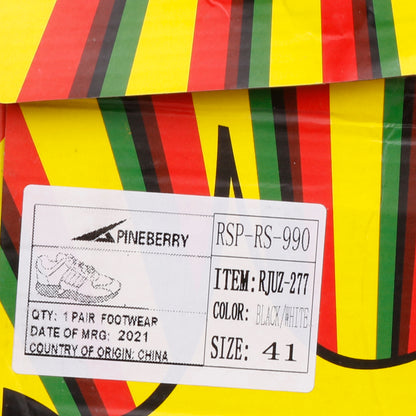 PINEBERRY
RSP-RS-990
ITEM: RJUZ-277
COLOR: BLACK/WHITE
QTY: 1 PAIR FOOTWEAR
DATE OF MRG: 2021
COUNTRY OF ORIGIN: CHINA
SIZE: 41